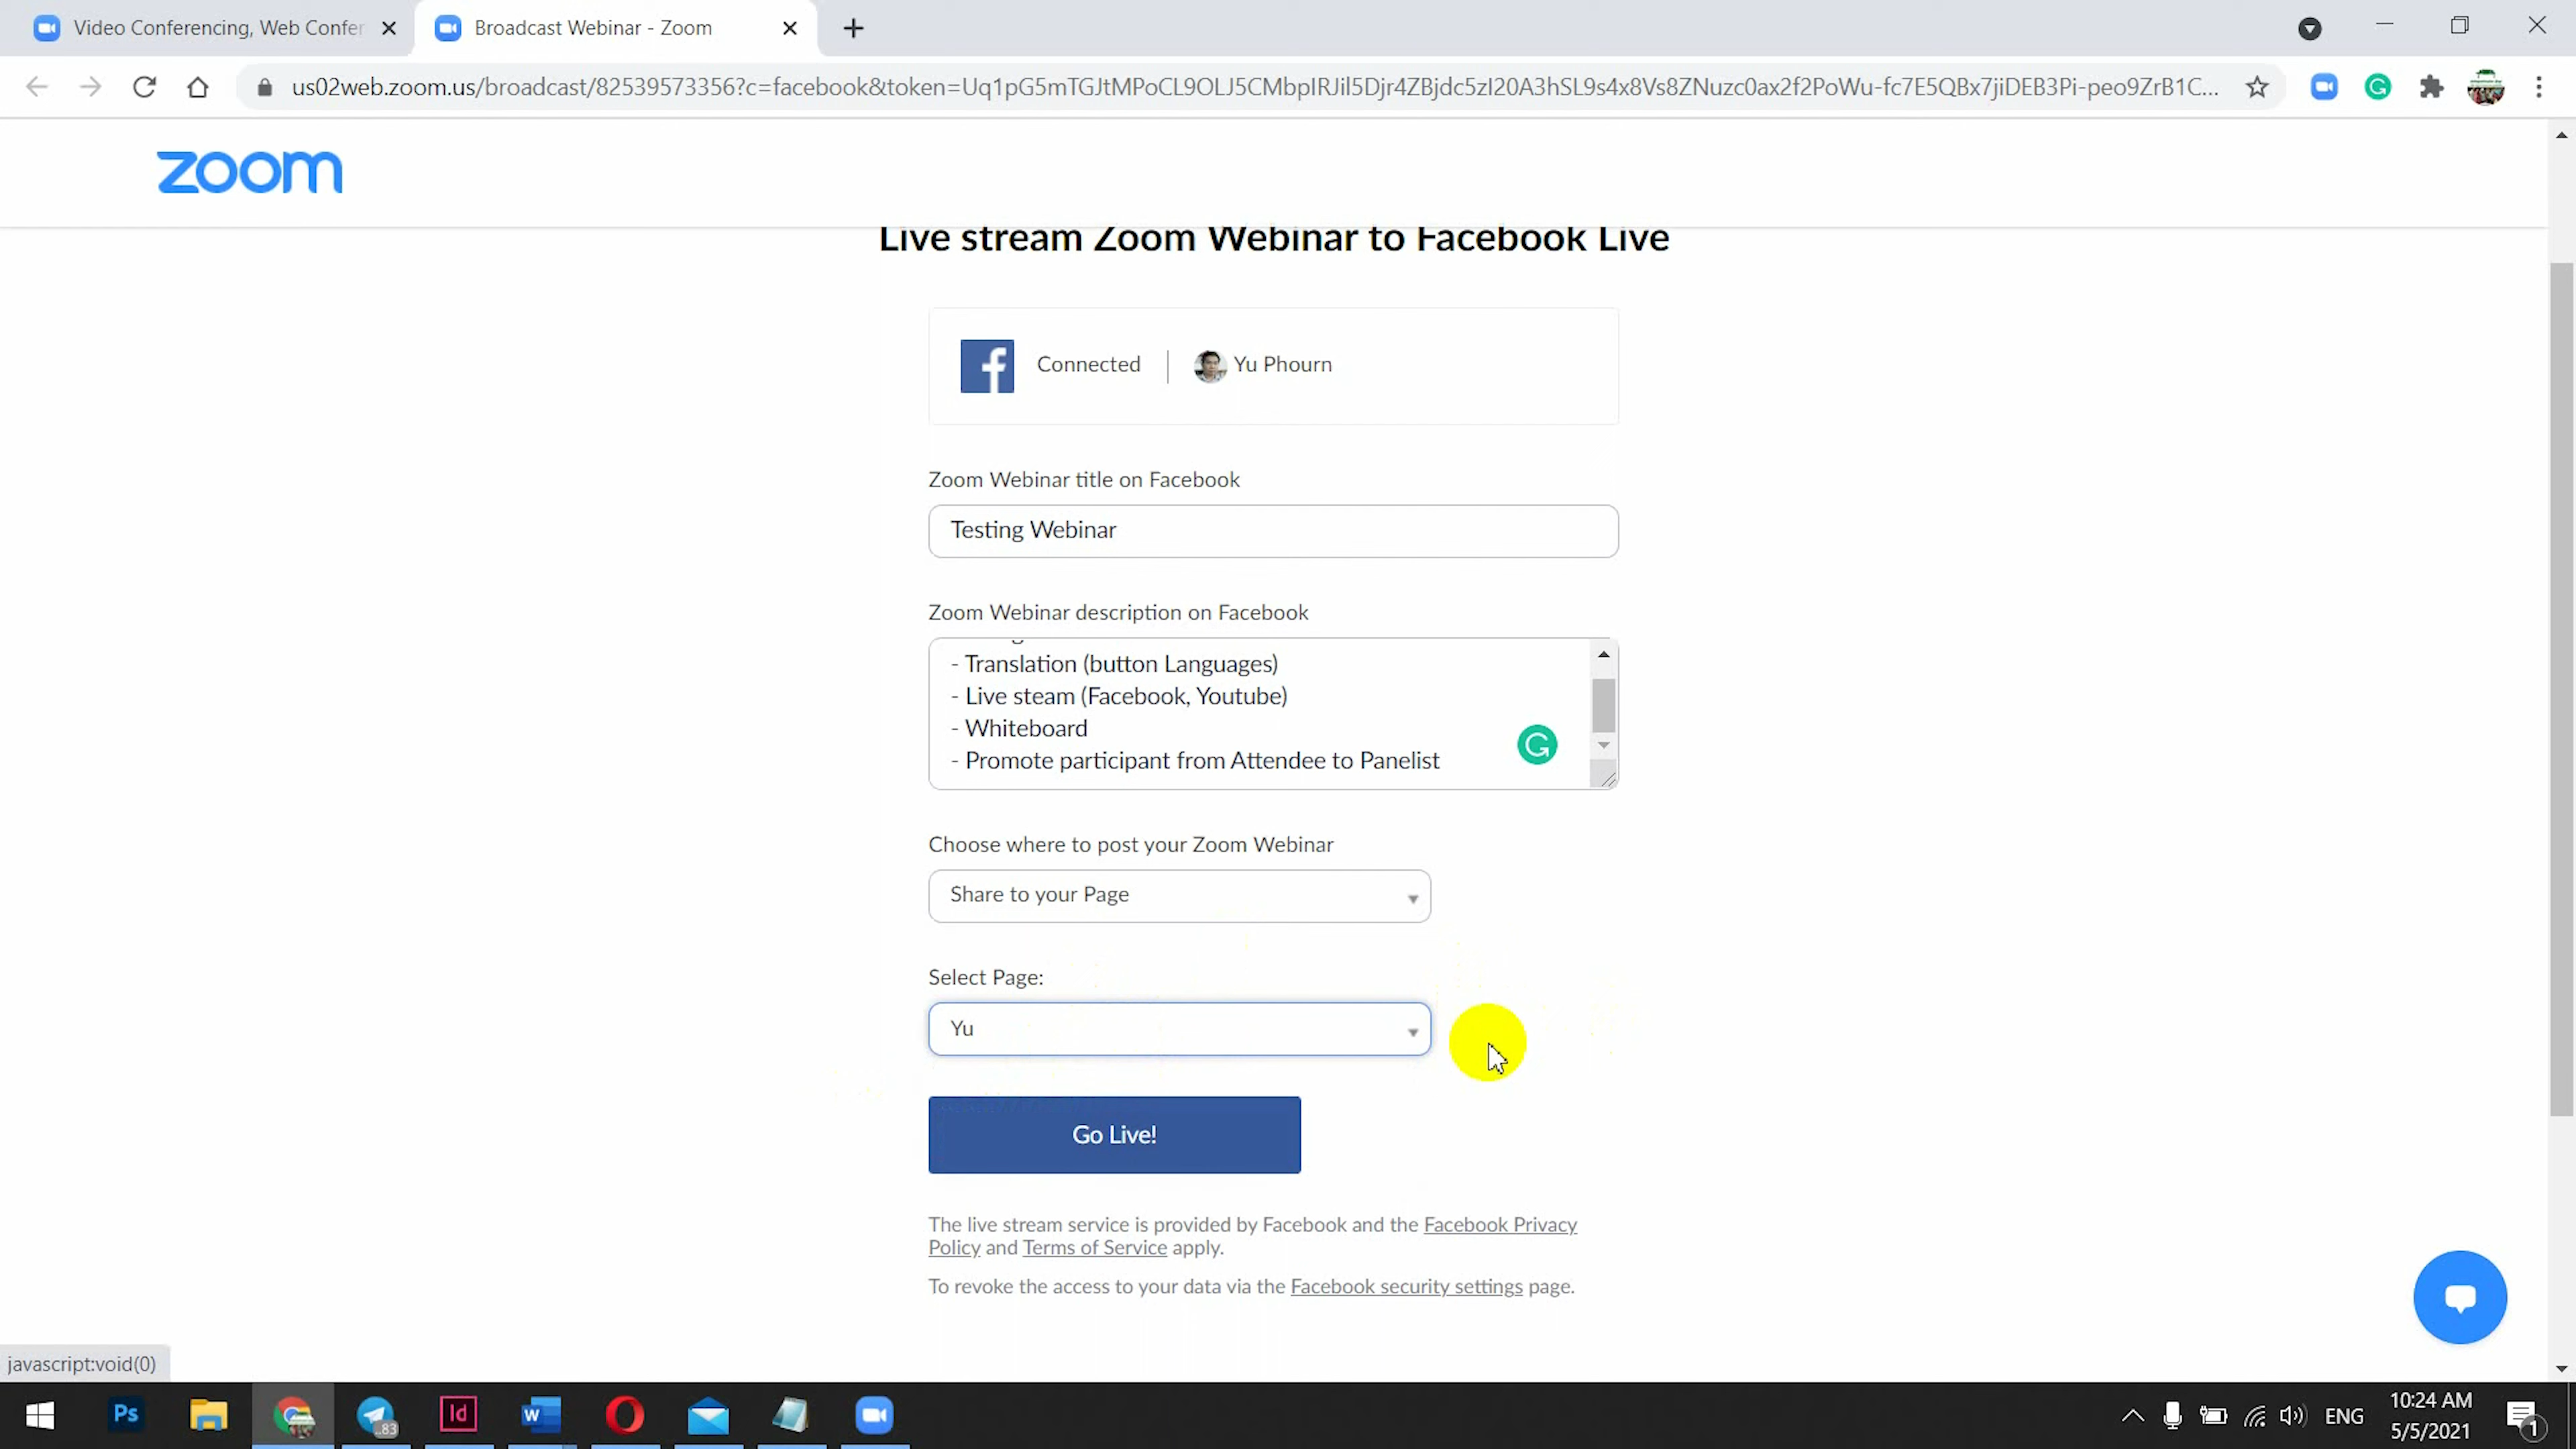 Video Conferencing, Web Confer
Broadcast Webinar - Zoom
us02web.zoom.us/broadcast/82539573356?c=facebook&token=Uq1pG5mTGJtMPoCL9OLJ5CMbpIRJil5Djr4ZBjdc5zI20A3hSL9s4x8Vs8ZNuzc0ax2f2PoWu-fc7E5QBx7jiDEB3Pi-peo9ZrB1C...
zoom
Live stream Zoom Webinar to Facebook Live
Connected
Yu Phourn
Zoom Webinar title on Facebook
Testing Webinar
Zoom Webinar description on Facebook
- Translation (button Languages)
- Live steam (Facebook, Youtube)
- Whiteboard
- Promote participant from Attendee to Panelist
Choose where to post your Zoom Webinar
Share to your Page
Select Page:
Yu
Go Live!
The live stream service is provided by Facebook and the Facebook Privacy
Policy and Terms of Service apply.
To revoke the access to your data via the Facebook security settings page.
javascript:void(0)
Ps
..83
Id
W
ENG
10:24 AM
5/5/2021
1